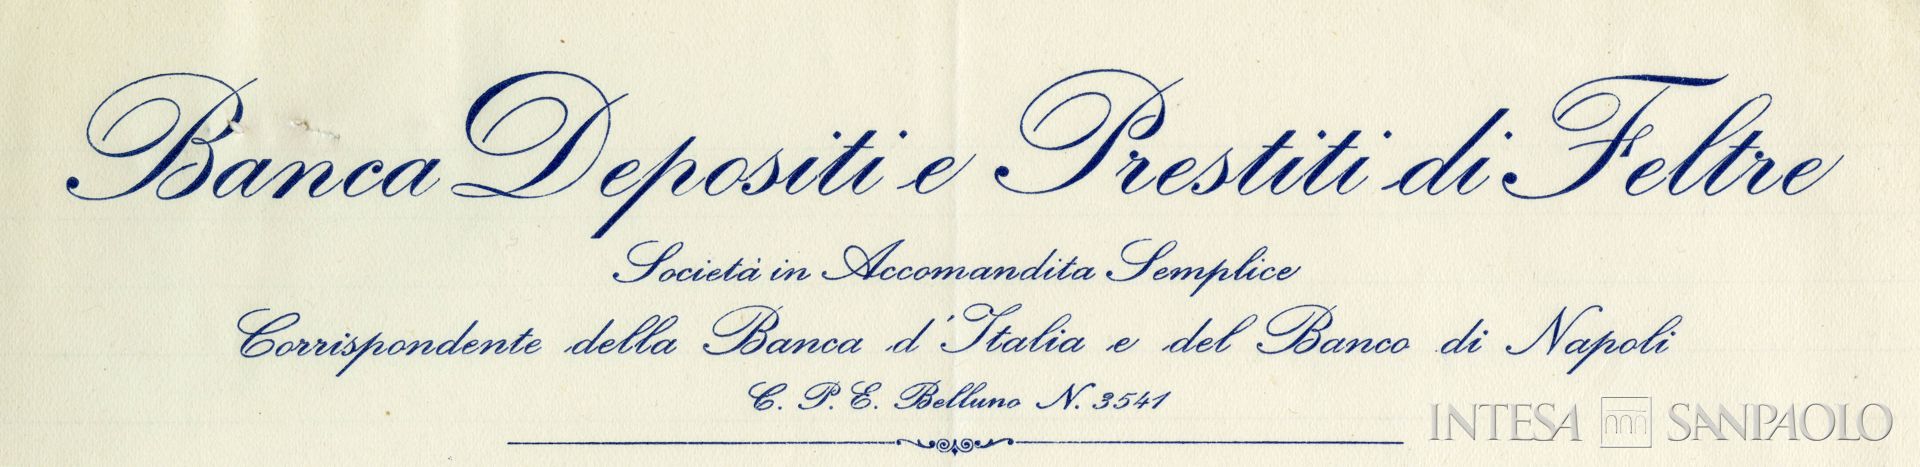 Banca Depositi e Prestiti di Feltre
Società in Accomandita Semplice
Corrispondente della Banca d'Italia e del Banco di Napoli
C. P. E. Belluno N. 3541
INTESA SANPAOLO